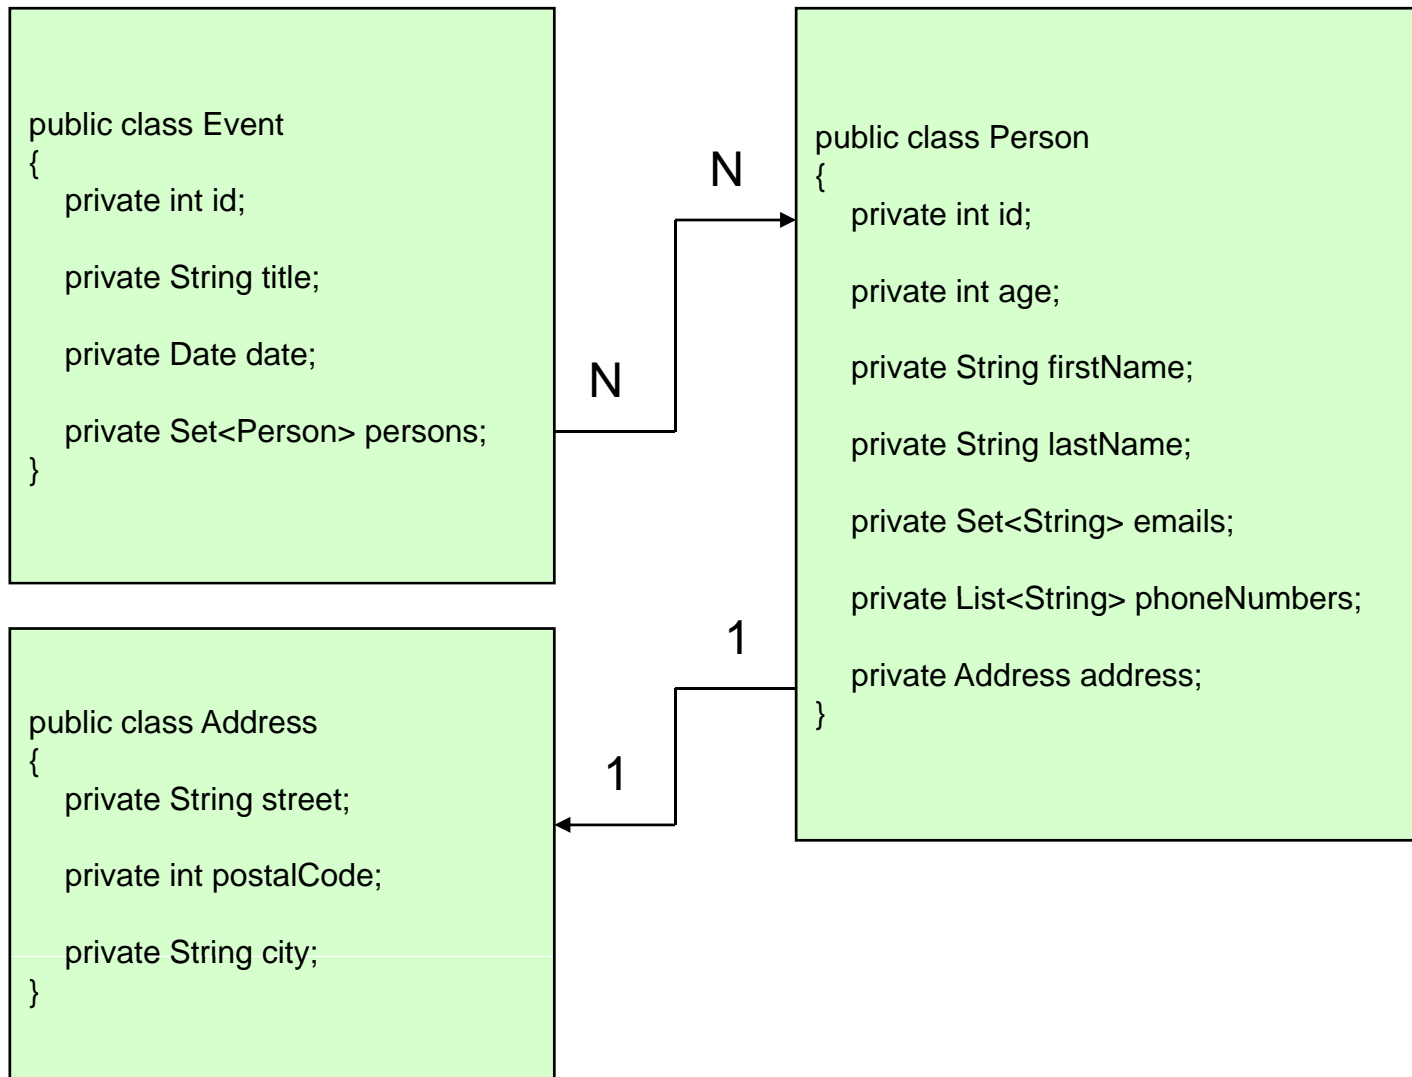 public class Event
{
private int id;
private String title;
private Date date;
private Set<Person> persons;
}
N
N
public class Person
{
private int id;
private int age;
private String firstName;
private String lastName;
private Set<String> emails;
private List<String> phoneNumbers;
private Address address;
}
1
1
public class Address
{
private String street;
private int postalCode;
private String city;
}